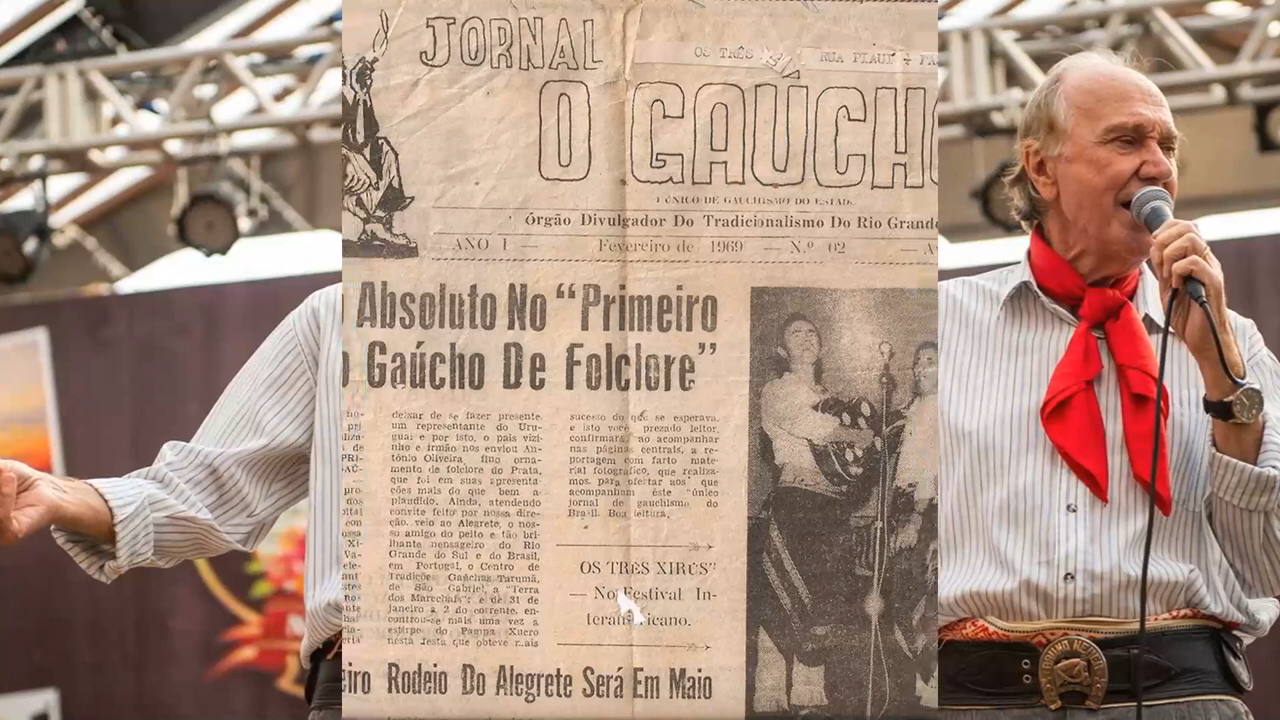 JORNAL
OS TRÊS
RUA PIAUI
O GAÚCH
ÚNICO DE GAUCHISMO DO ESTADO
Órgão Divulgador Do Tradicionalismo Do Rio Grande
ANO I — Fevereiro de 1969 — N.º 02 — A
Absoluto No “Primeiro
Gaúcho De Folclore”
deixar de se fazer presente,
um representante do Uru-
guai e por isto, o pais vizi-
nho e irmão nos enviou An-
tônio Oliveira, fino orna-
mento de folclore do Prata,
que foi em suas apresenta-
ções mais do que bem a-
plaudido. Ainda, atendendo
convite feito por nossa dire-
ção, veio ao Alegrete, o nos-
so amigo do peito e tão bri-
lhante mensageiro do Rio
Grande do Sul e do Brasil,
em Portugal, o Centro de
Tradições Gaúchas Tarumã,
de São Gabriel, a "Terra
dos Marechais"; e de 31 de
janeiro a 2 do corrente, en-
controu-se mais uma vez a
estirpe do Pampa Xucro
nesta festa que obteve mais
sucesso do que se esperava,
e isto você prezado leitor,
confirmará ao acompanhar
nas páginas centrais, a re-
portagem com farto mate-
rial fotográfico, que realiza-
mos, para ofertar aos que
acompanham êste "único
jornal de gauchismo do
Brasil. Boa leitura.
OS TRES XIRÚS"
— No Festival In-
teramericano.
eiro Rodeio Do Alegrete Será Em Maio